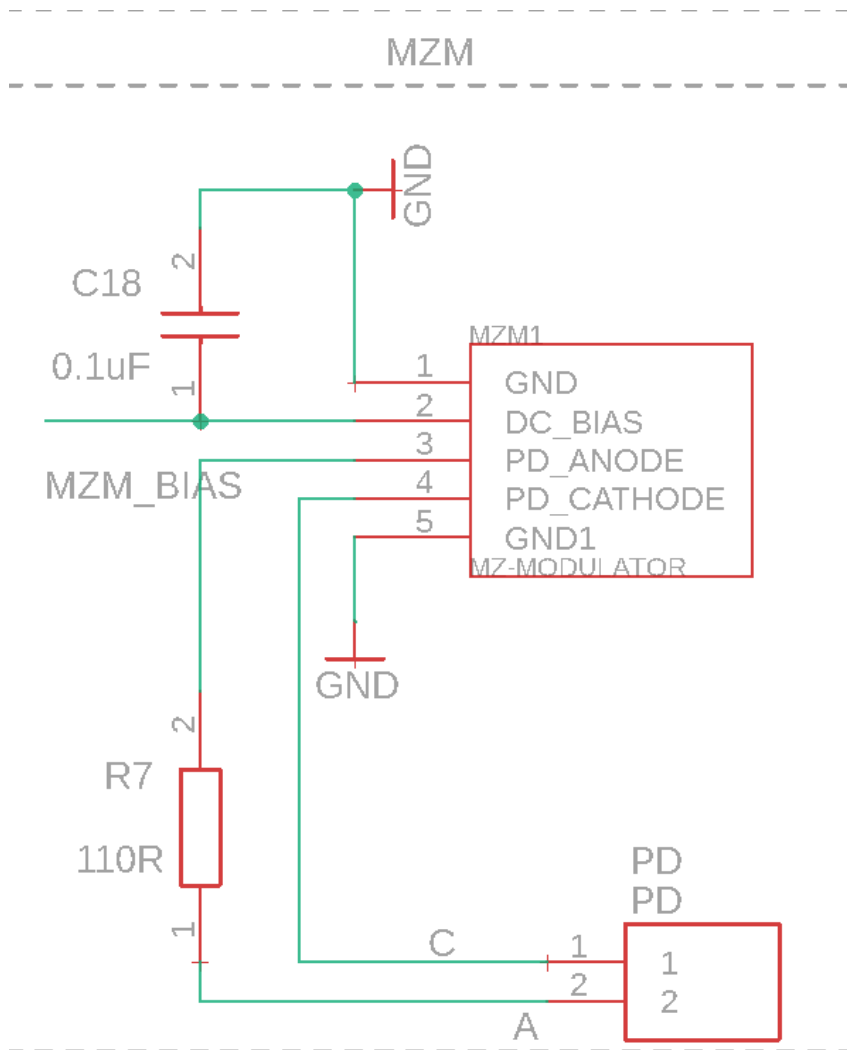 MZM
GND
2
C18
0.1uF
1
MZM1
1
GND
2
DC_BIAS
3
PD_ANODE
4
PD_CATHODE
5
GND1
MZ-MODULATOR
MZM_BIAS
GND
2
R7
110R
1
PD
PD
C
1
1
2
2
A